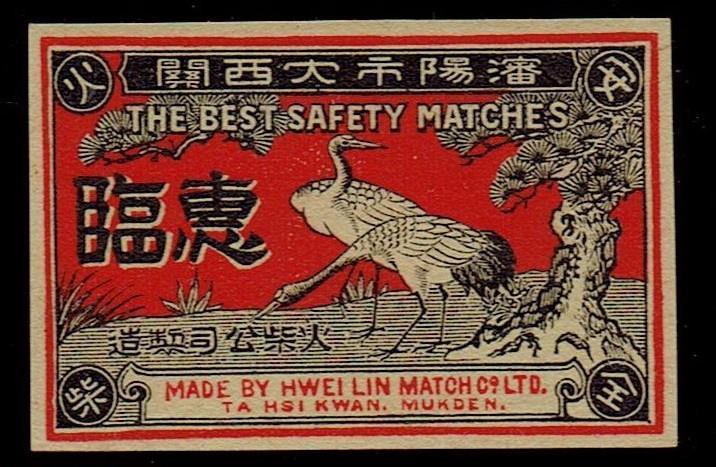 瀋陽市大西關
安
全
火
柴
THE BEST SAFETY MATCHES
惠臨
火柴公司製造
MADE BY HWEI LIN MATCH Co LTD.
TA HSI KWAN. MUKDEN.